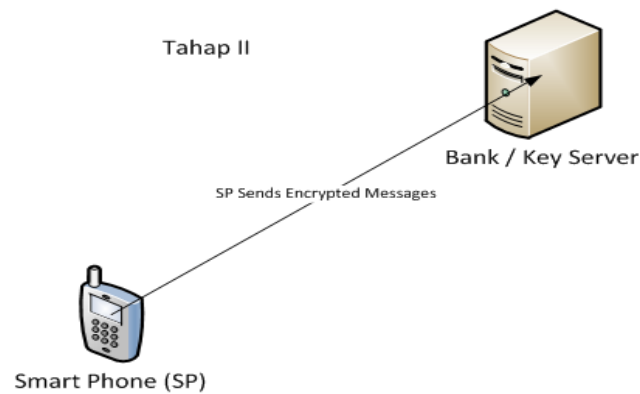 Tahap II
Bank / Key Server
SP Sends Encrypted Messages
Smart Phone (SP)